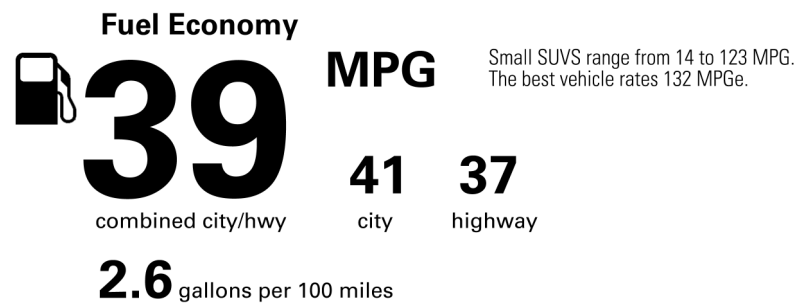 Fuel Economy
39
MPG
Small SUVS range from 14 to 123 MPG.
The best vehicle rates 132 MPGe.
41 37
combined city/hwy city highway
2.6 gallons per 100 miles